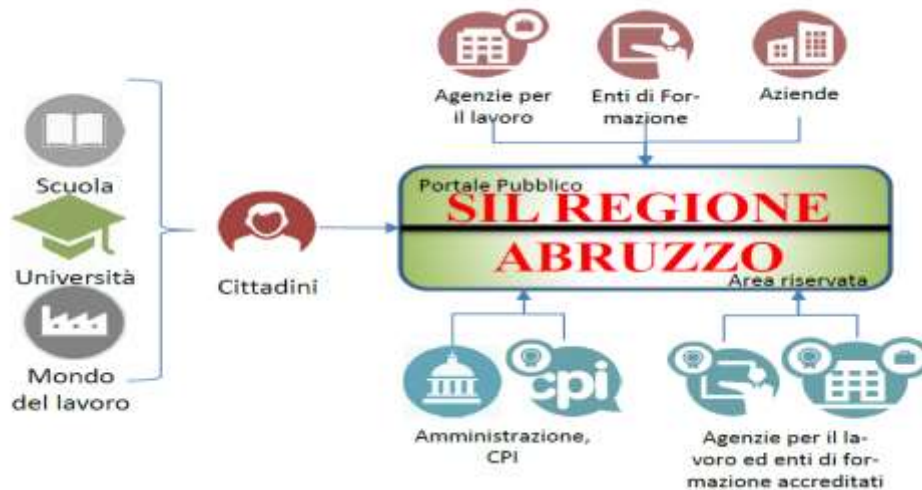 Agenzie per
il lavoro
Enti di For-
mazione
Aziende
Scuola
Università
Mondo
del lavoro
Cittadini
Portale Pubblico
SIL REGIONE
ABRUZZO
Area riservata
cpi
Amministrazione,
CPI
Agenzie per il la-
voro ed enti di for-
mazione accreditati